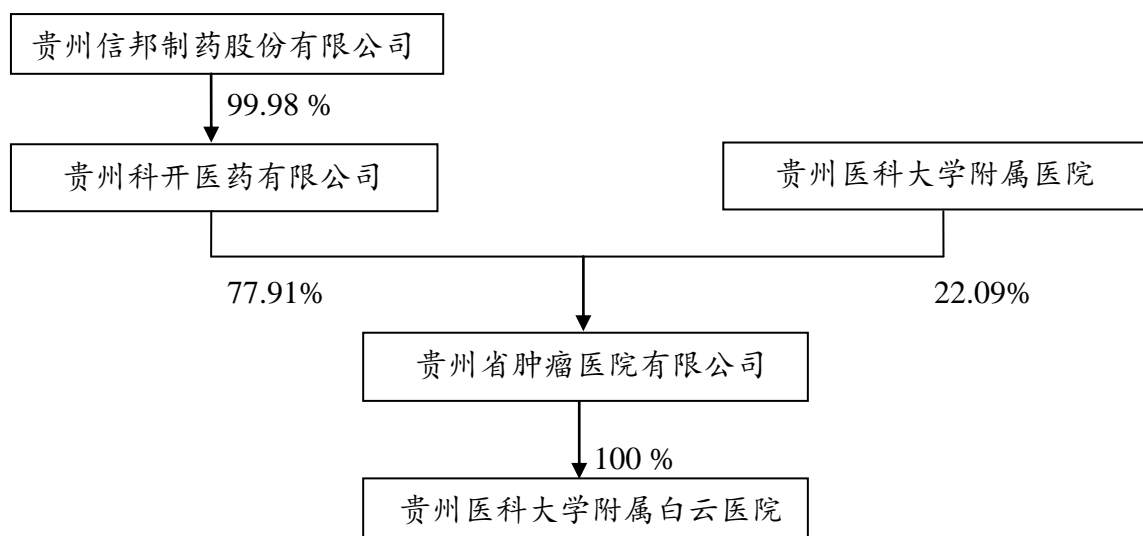 贵州信邦制药股份有限公司
99.98 %
贵州科开医药有限公司
贵州医科大学附属医院
77.91%
22.09%
贵州省肿瘤医院有限公司
100 %
贵州医科大学附属白云医院